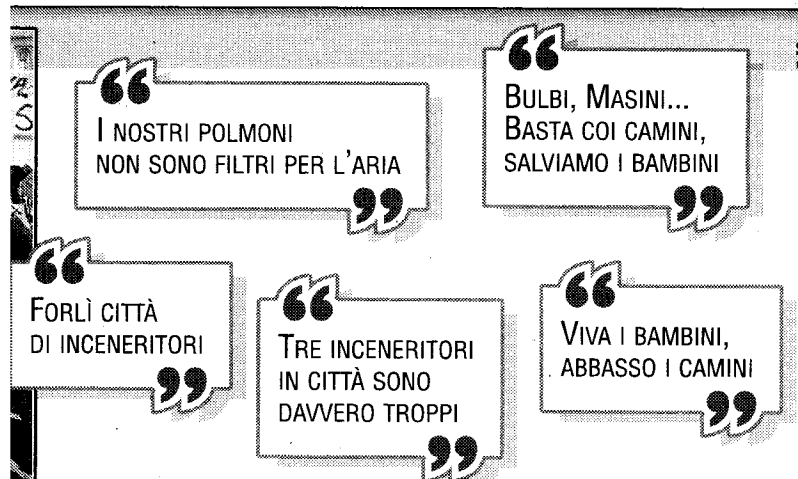 I NOSTRI POLMONI
NON SONO FILTRI PER L'ARIA
BULBI, MASINI...
BASTA COI CAMINI,
SALVIAMO I BAMBINI
FORLÌ CITTÀ
DI INCENERITORI
TRE INCENERITORI
IN CITTÀ SONO
DAVVERO TROPPI
VIVA I BAMBINI,
ABBASSO I CAMINI